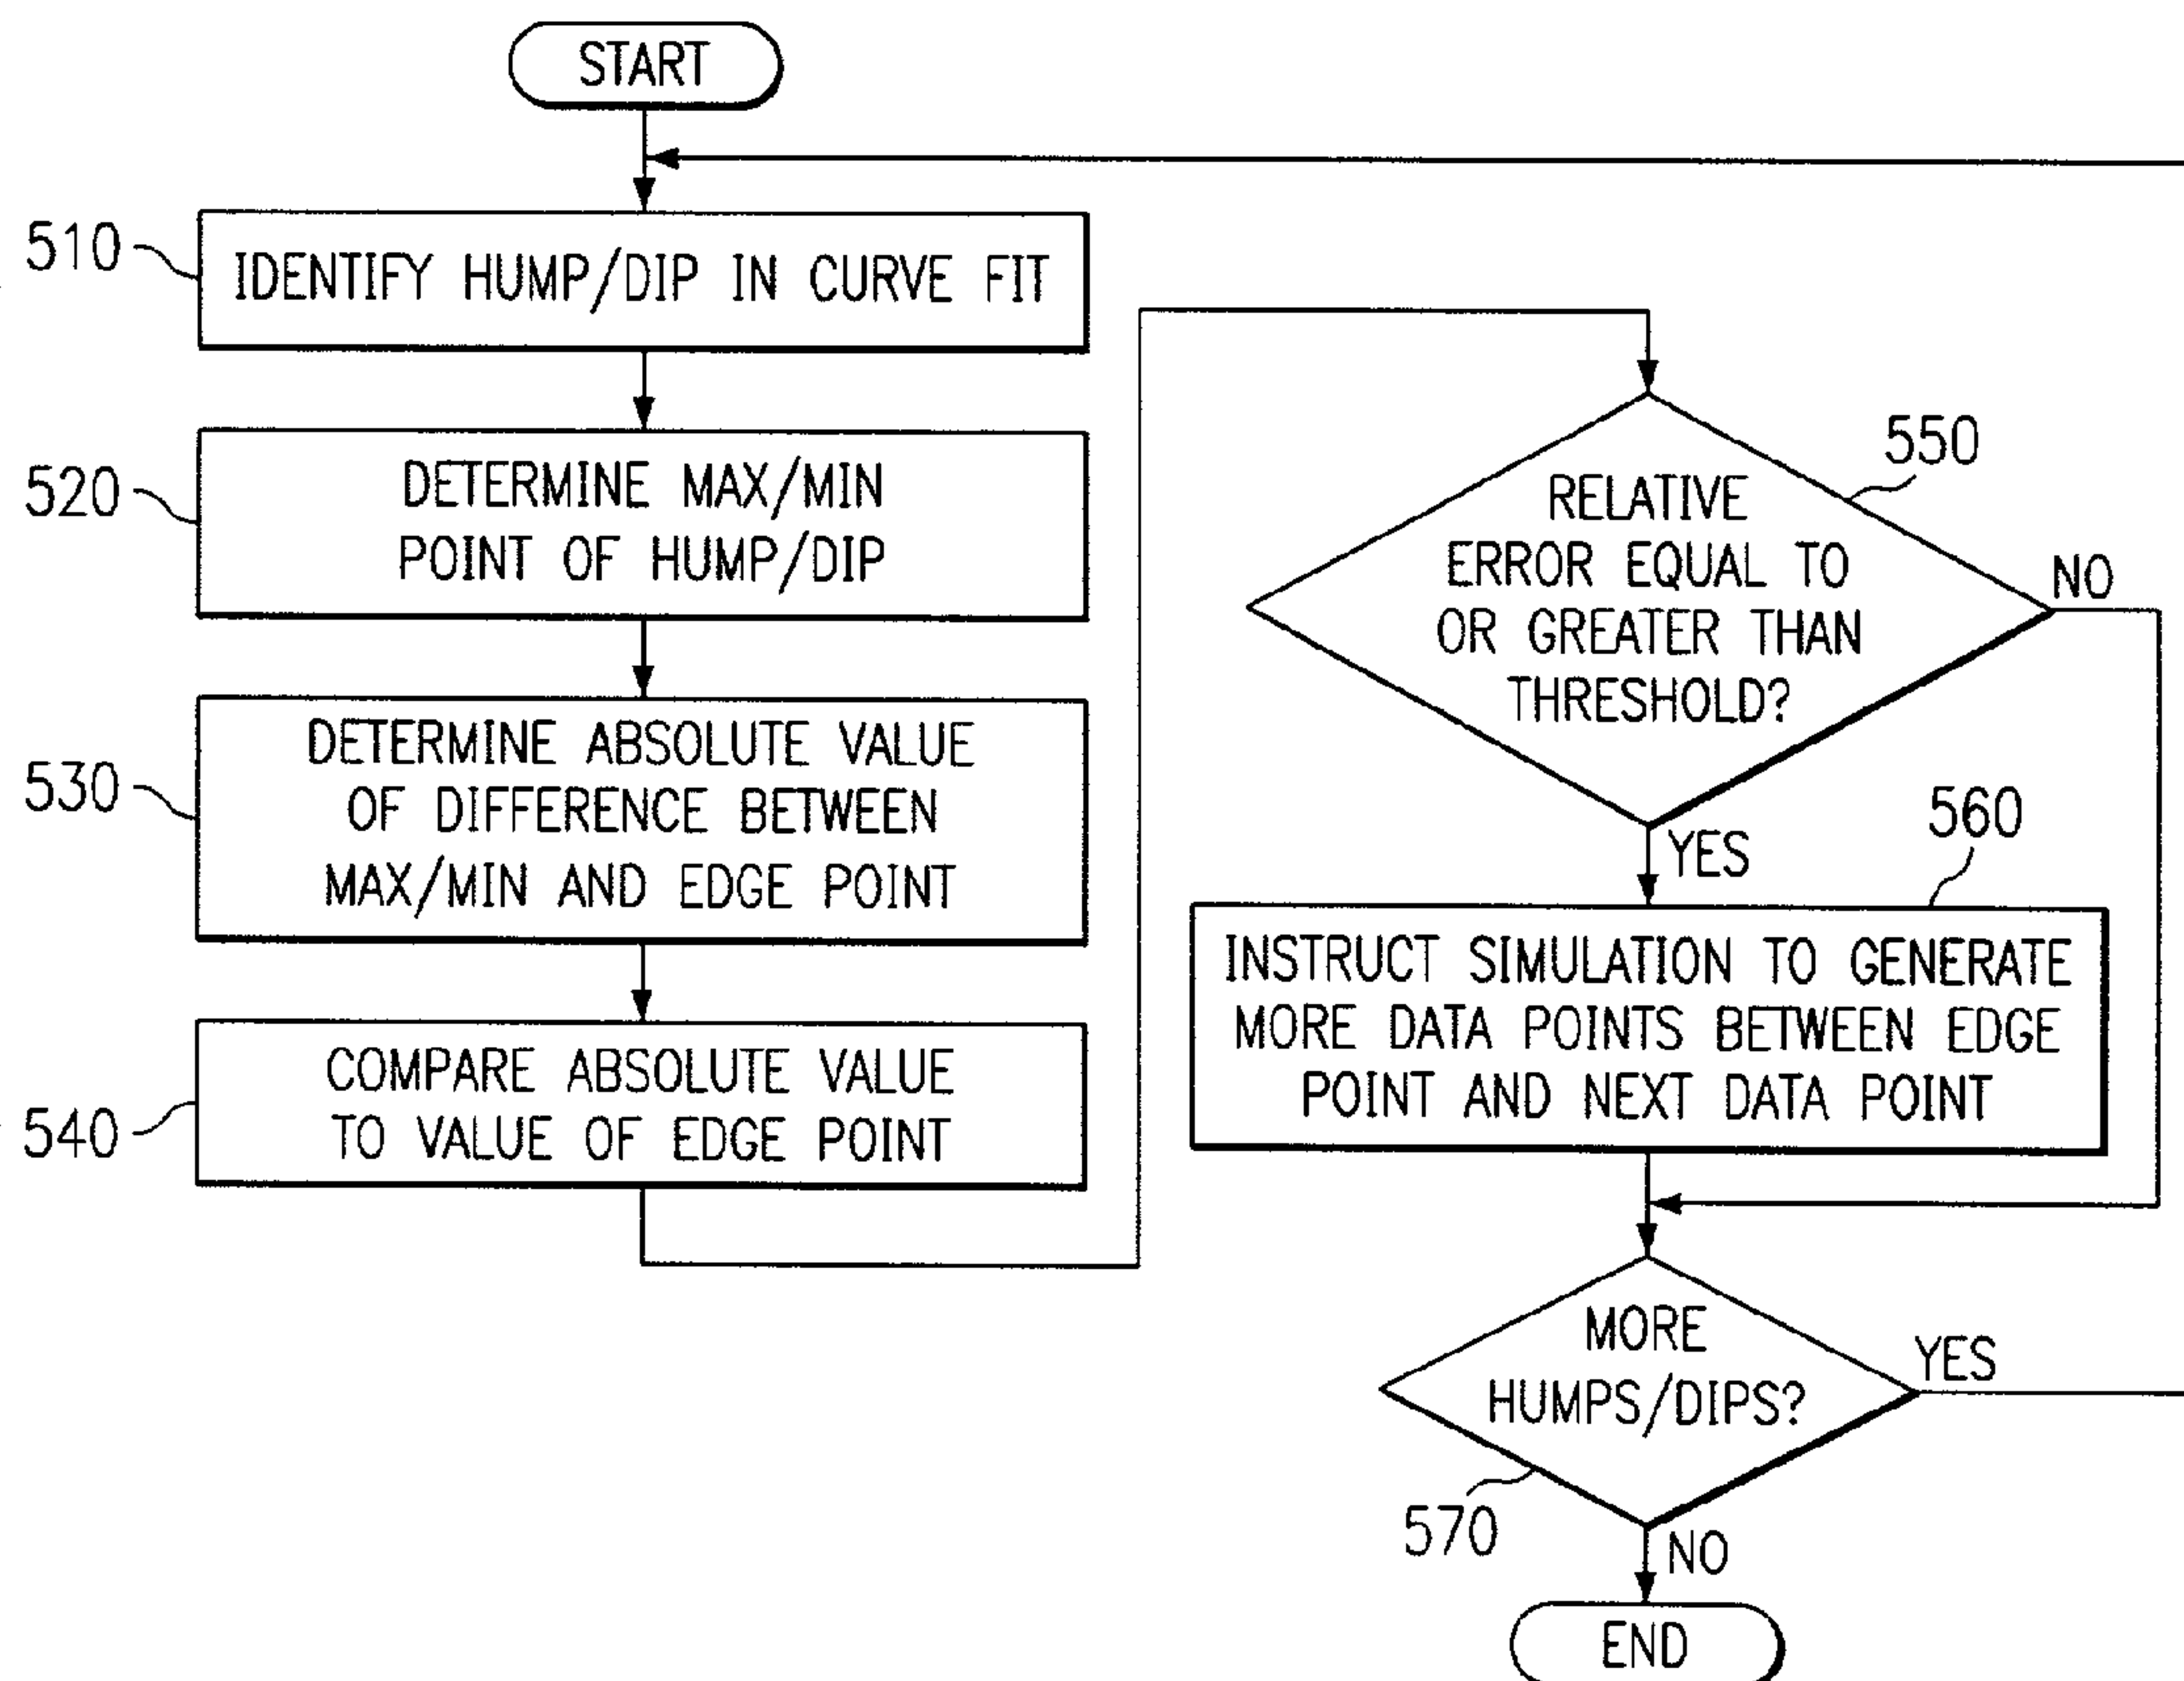 START
510
IDENTIFY HUMP/DIP IN CURVE FIT
520
DETERMINE MAX/MIN
POINT OF HUMP/DIP
530
DETERMINE ABSOLUTE VALUE
OF DIFFERENCE BETWEEN
MAX/MIN AND EDGE POINT
540
COMPARE ABSOLUTE VALUE
TO VALUE OF EDGE POINT
550
RELATIVE
ERROR EQUAL TO
OR GREATER THAN
THRESHOLD?
NO
YES
560
INSTRUCT SIMULATION TO GENERATE
MORE DATA POINTS BETWEEN EDGE
POINT AND NEXT DATA POINT
MORE
HUMPS/DIPS?
YES
570
NO
END